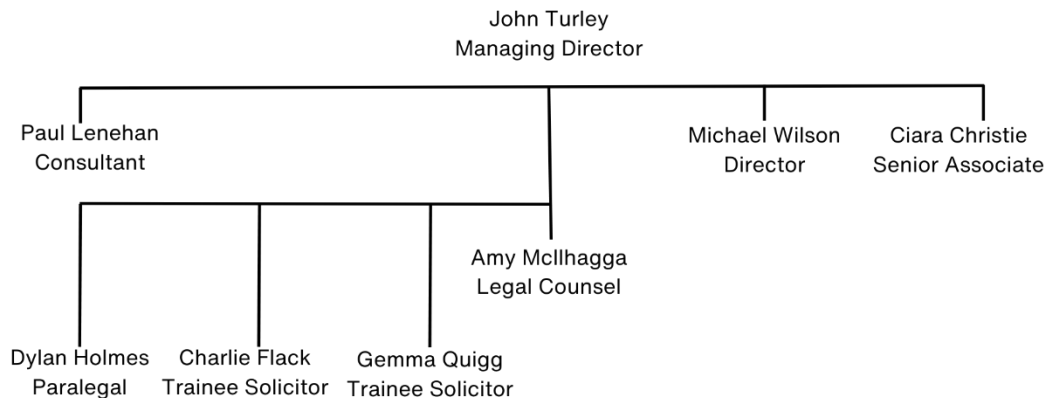 John Turley
Managing Director
Paul Lenehan
Consultant
Michael Wilson
Director
Ciara Christie
Senior Associate
Amy McIlhagga
Legal Counsel
Dylan Holmes
Paralegal
Charlie Flack
Trainee Solicitor
Gemma Quigg
Trainee Solicitor